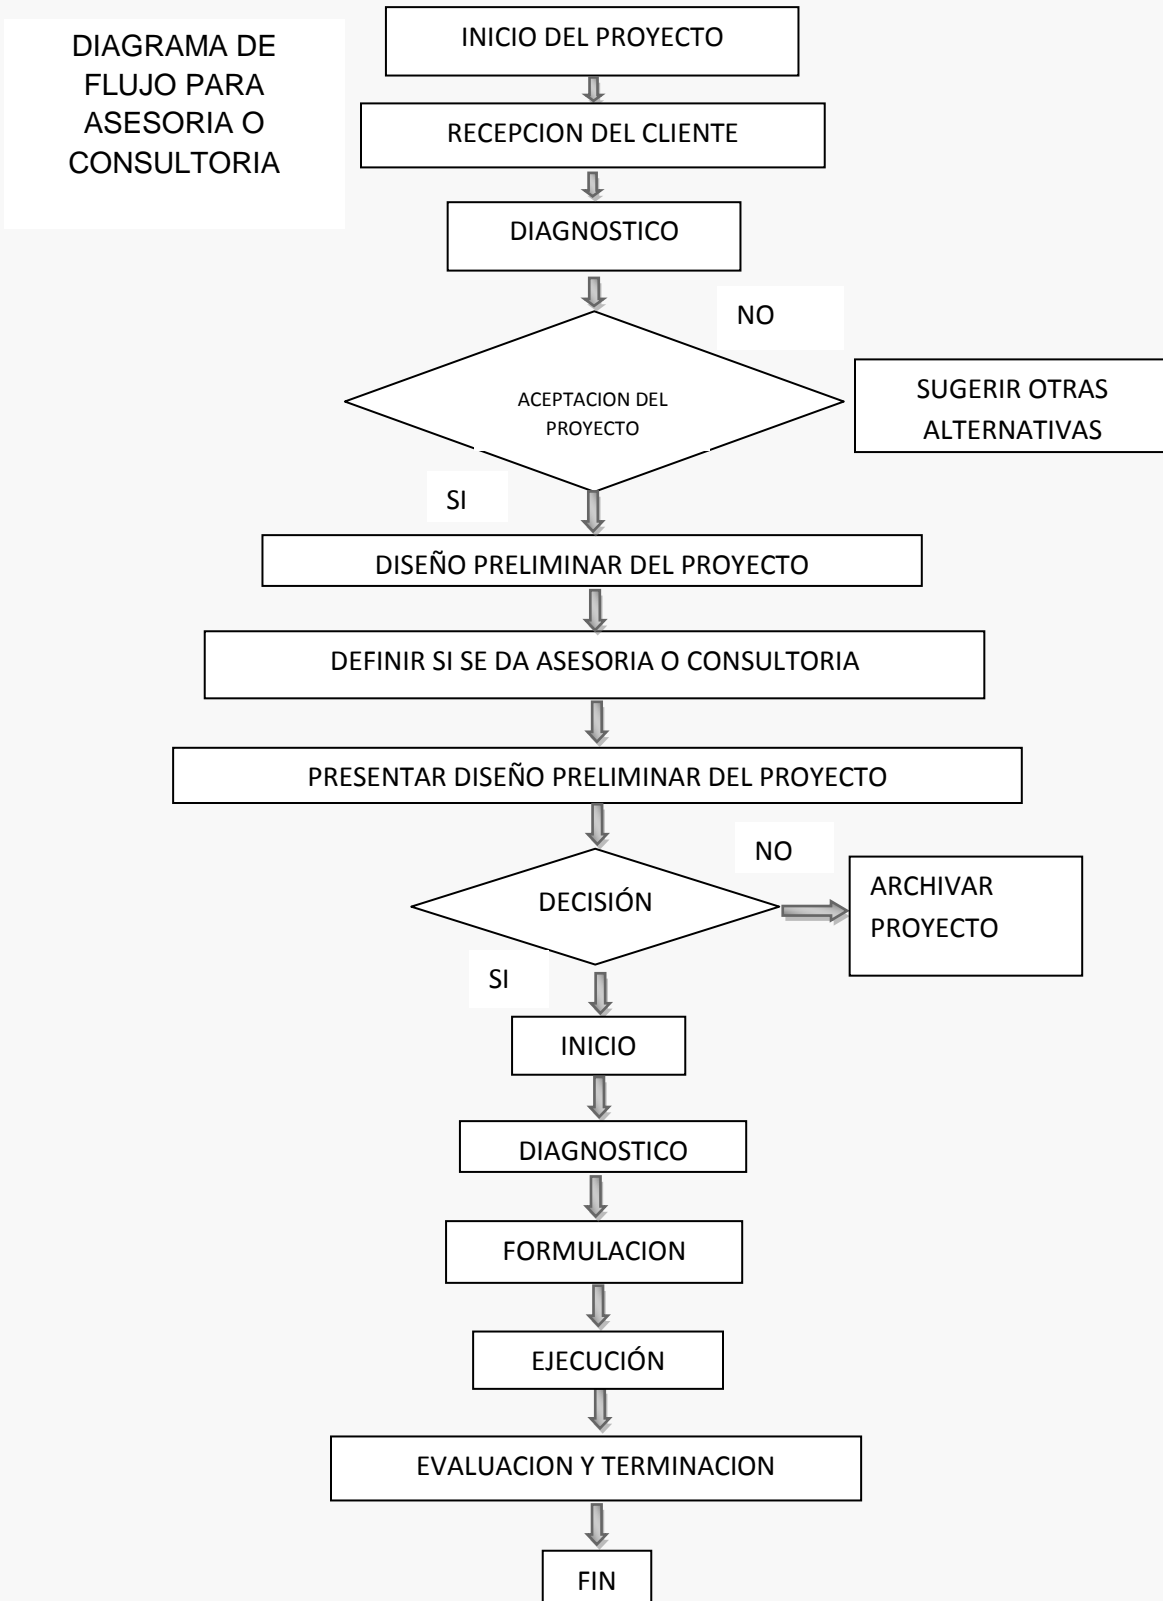 DIAGRAMA DE
FLUJO PARA
ASESORIA O
CONSULTORIA
INICIO DEL PROYECTO
RECEPCION DEL CLIENTE
DIAGNOSTICO
NO
ACEPTACION DEL
PROYECTO
SUGERIR OTRAS
ALTERNATIVAS
SI
DISEÑO PRELIMINAR DEL PROYECTO
DEFINIR SI SE DA ASESORIA O CONSULTORIA
PRESENTAR DISEÑO PRELIMINAR DEL PROYECTO
NO
DECISIÓN
ARCHIVAR
PROYECTO
SI
INICIO
DIAGNOSTICO
FORMULACION
EJECUCIÓN
EVALUACION Y TERMINACION
FIN